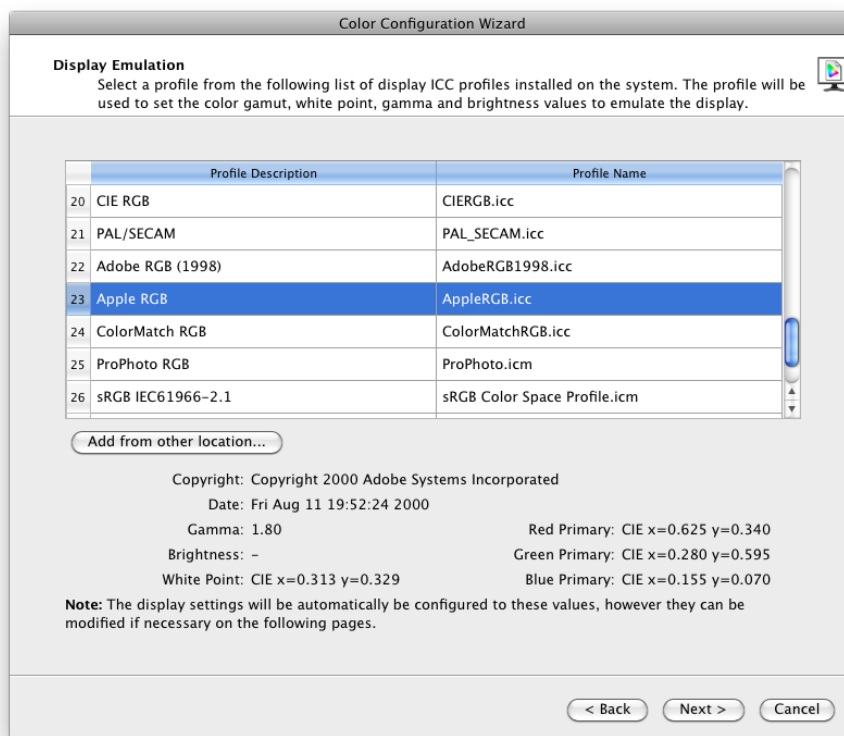 Color Configuration Wizard
Display Emulation
Select a profile from the following list of display ICC profiles installed on the system. The profile will be
used to set the color gamut, white point, gamma and brightness values to emulate the display.
Profile Description Profile Name
20 CIE RGB CIERGB.icc
21 PAL/SECAM PAL_SECAM.icc
22 Adobe RGB (1998) AdobeRGB1998.icc
23 Apple RGB AppleRGB.icc
24 ColorMatch RGB ColorMatchRGB.icc
25 ProPhoto RGB ProPhoto.icm
26 sRGB IEC61966-2.1 sRGB Color Space Profile.icm
Add from other location...
Copyright: Copyright 2000 Adobe Systems Incorporated
Date: Fri Aug 11 19:52:24 2000
Gamma: 1.80 Red Primary: CIE x=0.625 y=0.340
Brightness: – Green Primary: CIE x=0.280 y=0.595
White Point: CIE x=0.313 y=0.329 Blue Primary: CIE x=0.155 y=0.070
Note: The display settings will be automatically be configured to these values, however they can be
modified if necessary on the following pages.
< Back Next > Cancel